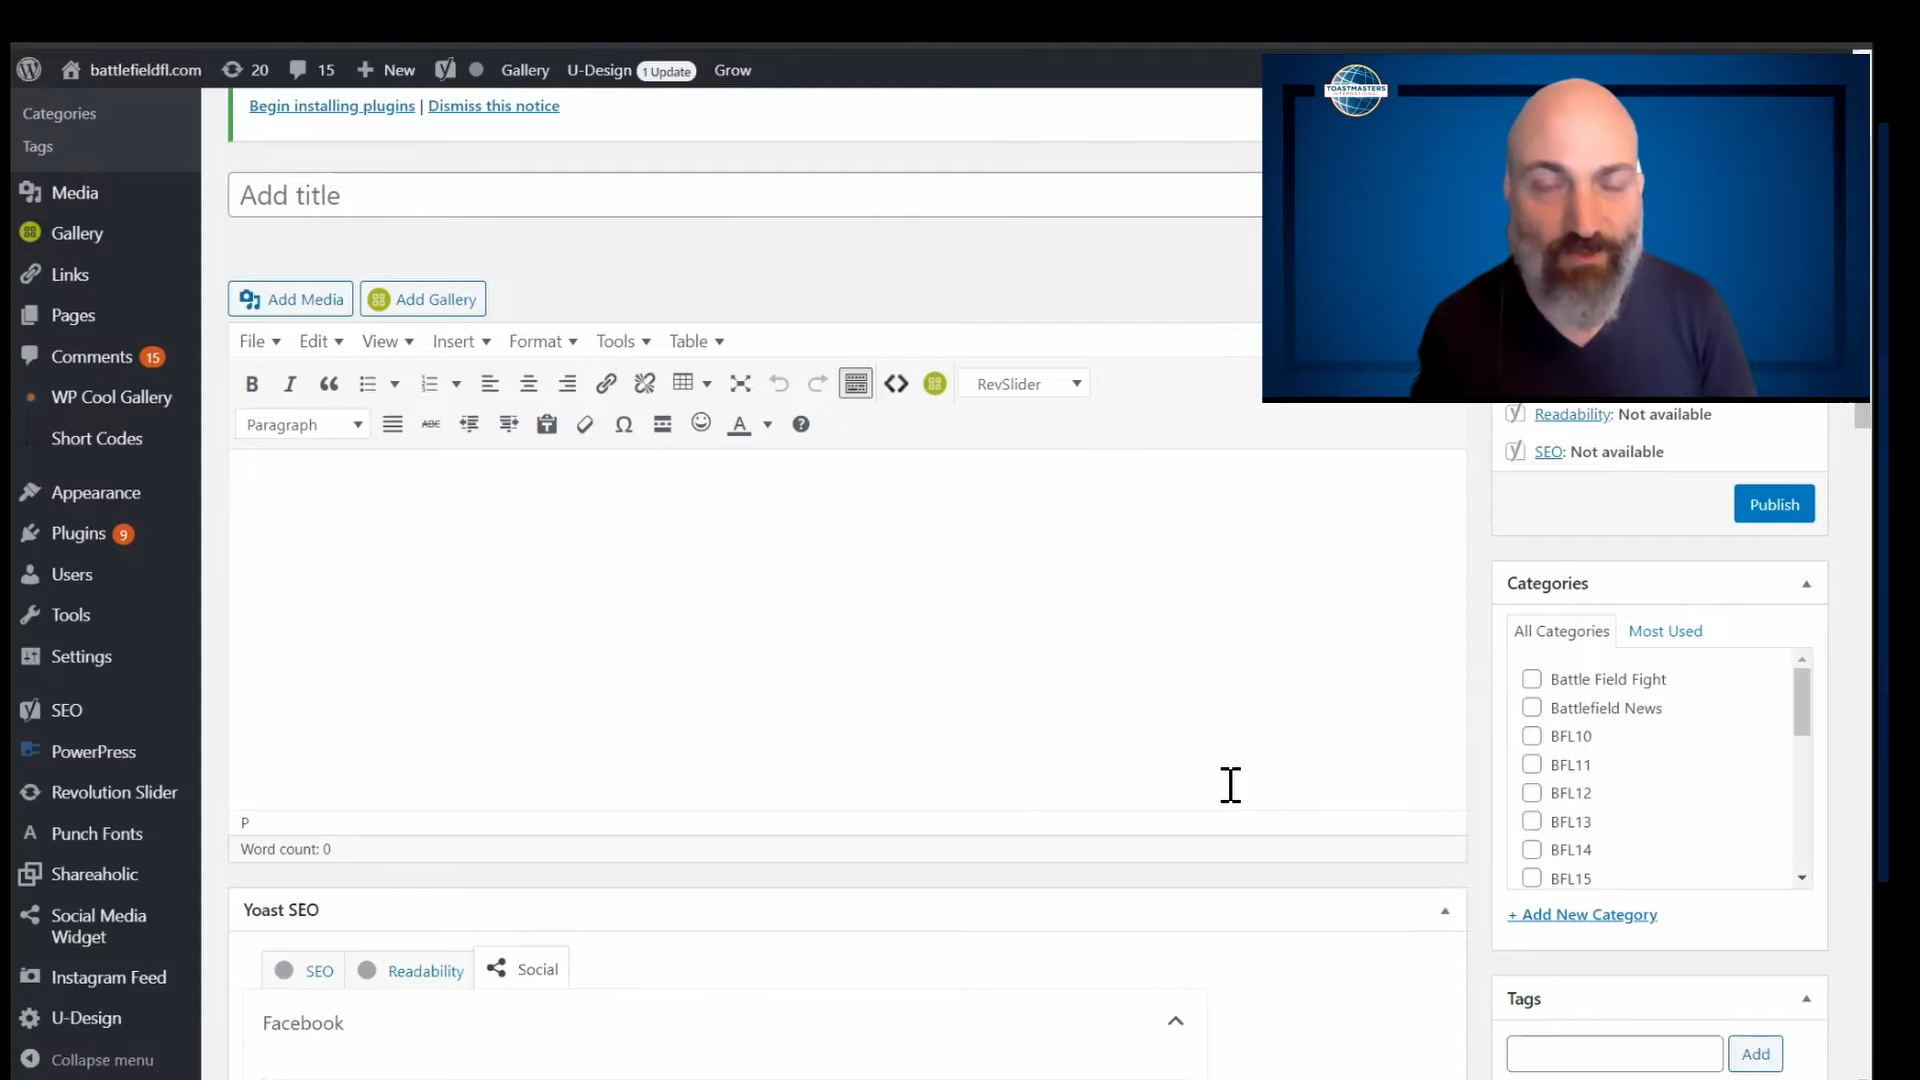 battlefieldfl.com 20 15 New Gallery U-Design 1 Update Grow
TOASTMASTERS
INTERNATIONAL
Categories
Tags
Media
Gallery
Links
Pages
Comments 15
WP Cool Gallery
Short Codes
Appearance
Plugins 9
Users
Tools
Settings
SEO
PowerPress
Revolution Slider
Punch Fonts
Shareaholic
Social Media
Widget
Instagram Feed
U-Design
Collapse menu
Begin installing plugins | Dismiss this notice
Add title
Add Media Add Gallery
File Edit View Insert Format Tools Table
RevSlider
Paragraph ABC
P
Word count: 0
Yoast SEO
SEO Readability Social
Facebook
Readability: Not available
SEO: Not available
Publish
Categories
All Categories Most Used
Battle Field Fight
Battlefield News
BFL10
BFL11
BFL12
BFL13
BFL14
BFL15
+ Add New Category
Tags
Add